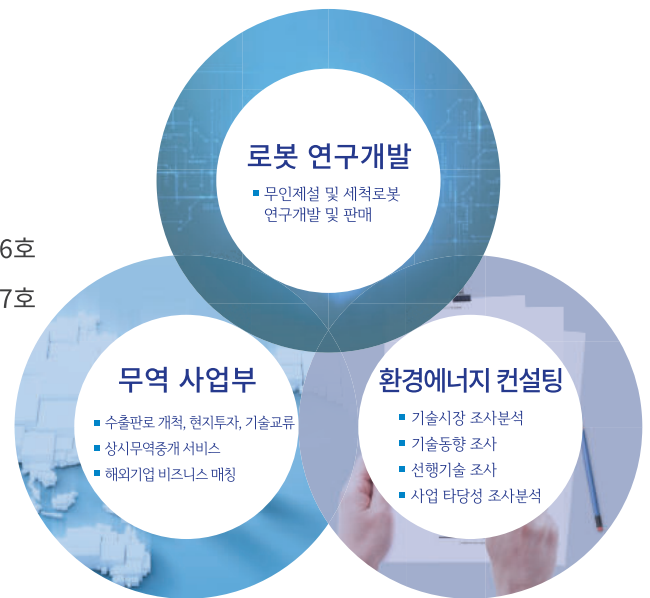 로봇 연구개발
무인제설 및 세척로봇
연구개발 및 판매
6호
7호
무역 사업부
수출판로 개척, 현지투자, 기술교류
상시무역중개 서비스
해외기업 비즈니스 매칭
환경에너지 컨설팅
기술시장 조사분석
기술동향 조사
선행기술 조사
사업 타당성 조사분석